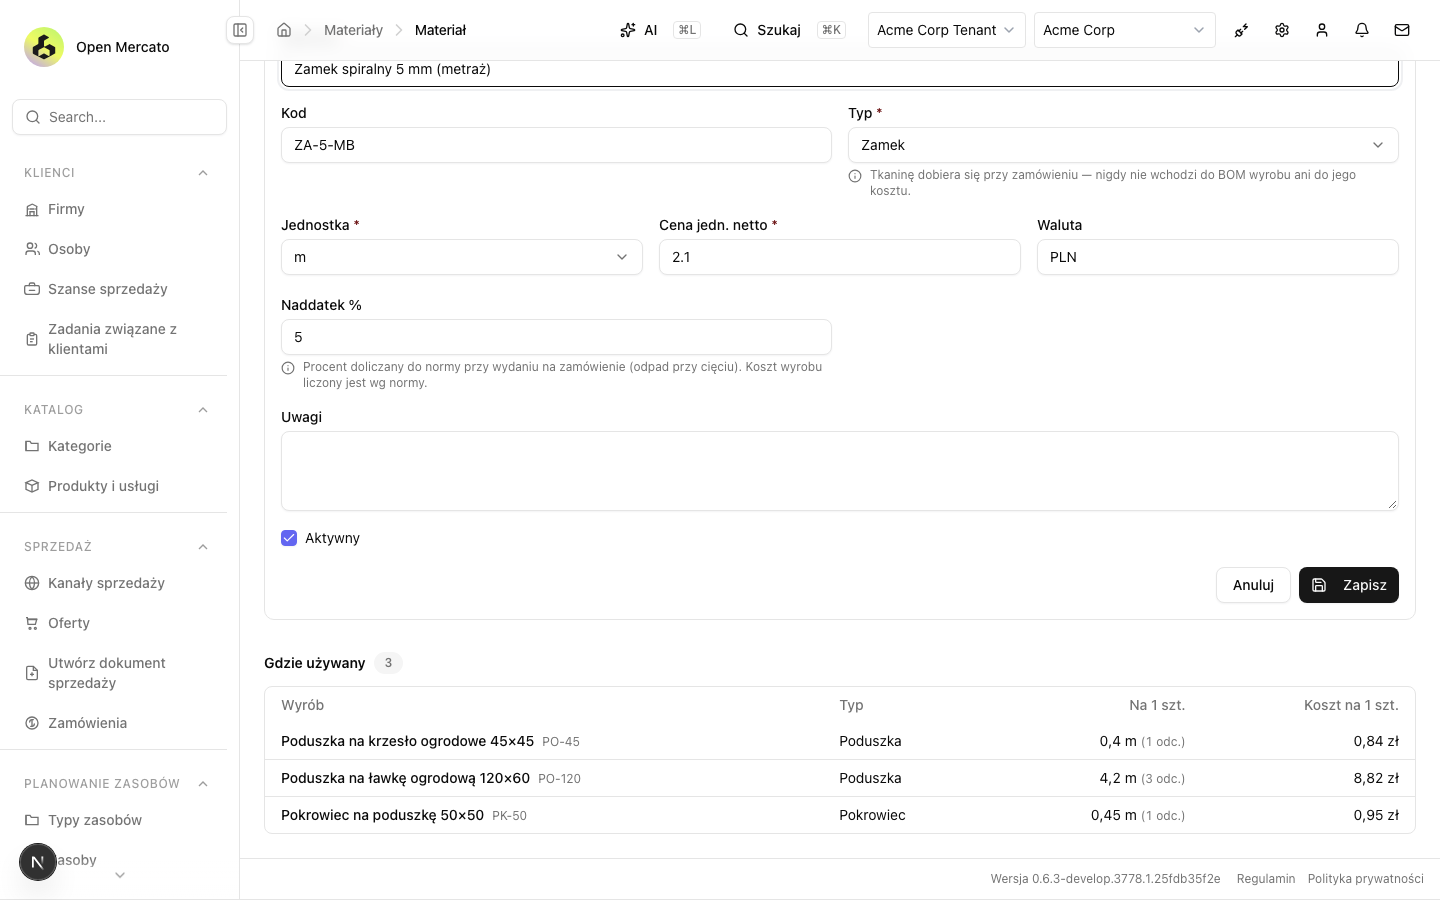 Open Mercato
Materiały
Materiał
AI ⌘L
Szukaj ⌘K
Acme Corp Tenant
Acme Corp
Search...
KLIENCI
Firmy
Osoby
Szanse sprzedaży
Zadania związane z
klientami
KATALOG
Kategorie
Produkty i usługi
SPRZEDAŻ
Kanały sprzedaży
Oferty
Utwórz dokument
sprzedaży
Zamówienia
PLANOWANIE ZASOBÓW
Typy zasobów
asoby
N
Zamek spiralny 5 mm (metraż)
Kod
Typ *
ZA-5-MB
Zamek
Tkaninę dobiera się przy zamówieniu — nigdy nie wchodzi do BOM wyrobu ani do jego
kosztu.
Jednostka *
Cena jedn. netto *
Waluta
m
2.1
PLN
Naddatek %
5
Procent doliczany do normy przy wydaniu na zamówienie (odpad przy cięciu). Koszt wyrobu
liczony jest wg normy.
Uwagi
Aktywny
Anuluj
Zapisz
Gdzie używany 3
Wyrób Typ Na 1 szt. Koszt na 1 szt.
Poduszka na krzesło ogrodowe 45×45 PO-45 Poduszka 0,4 m (1 odc.) 0,84 zł
Poduszka na ławkę ogrodową 120×60 PO-120 Poduszka 4,2 m (3 odc.) 8,82 zł
Pokrowiec na poduszkę 50×50 PK-50 Pokrowiec 0,45 m (1 odc.) 0,95 zł
Wersja 0.6.3-develop.3778.1.25fdb35f2e Regulamin Polityka prywatności